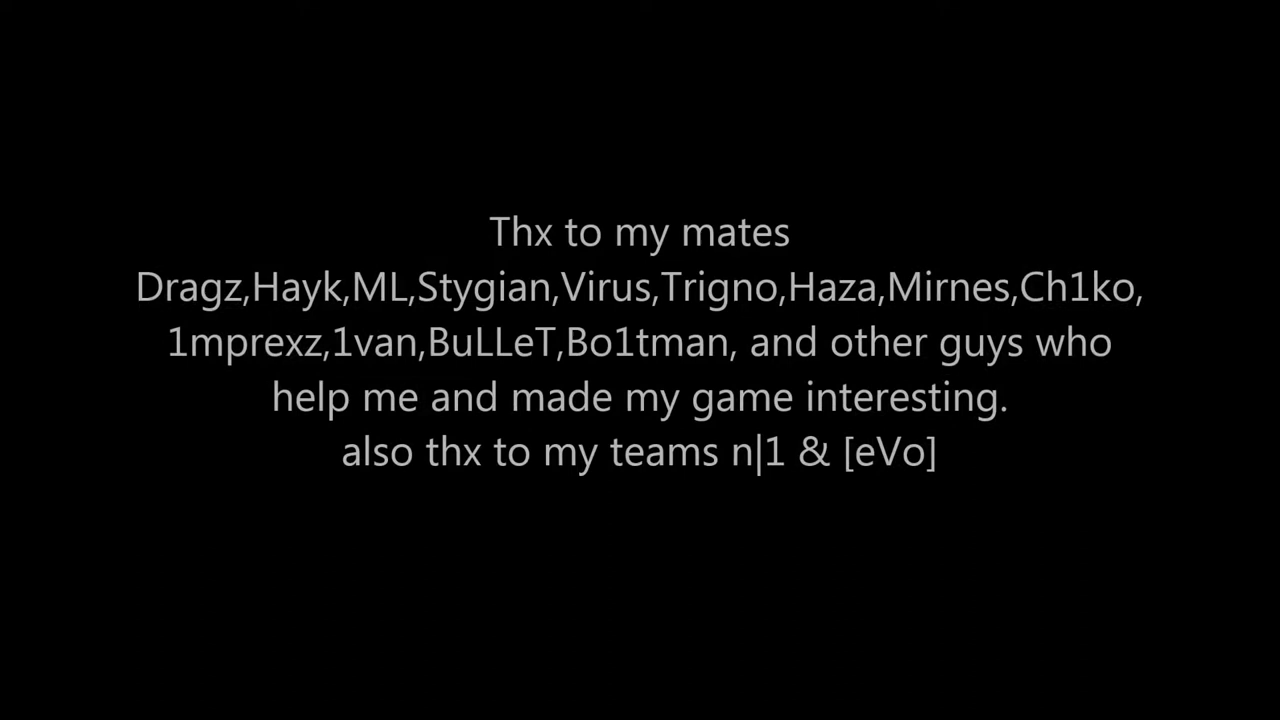 Thx to my mates
Dragz,Hayk,ML,Stygian,Virus,Trigno,Haza,Mirnes,Ch1ko,
1mprexz,1van,BuLLeT,Bo1tman, and other guys who
help me and made my game interesting.
also thx to my teams n|1 & [eVo]